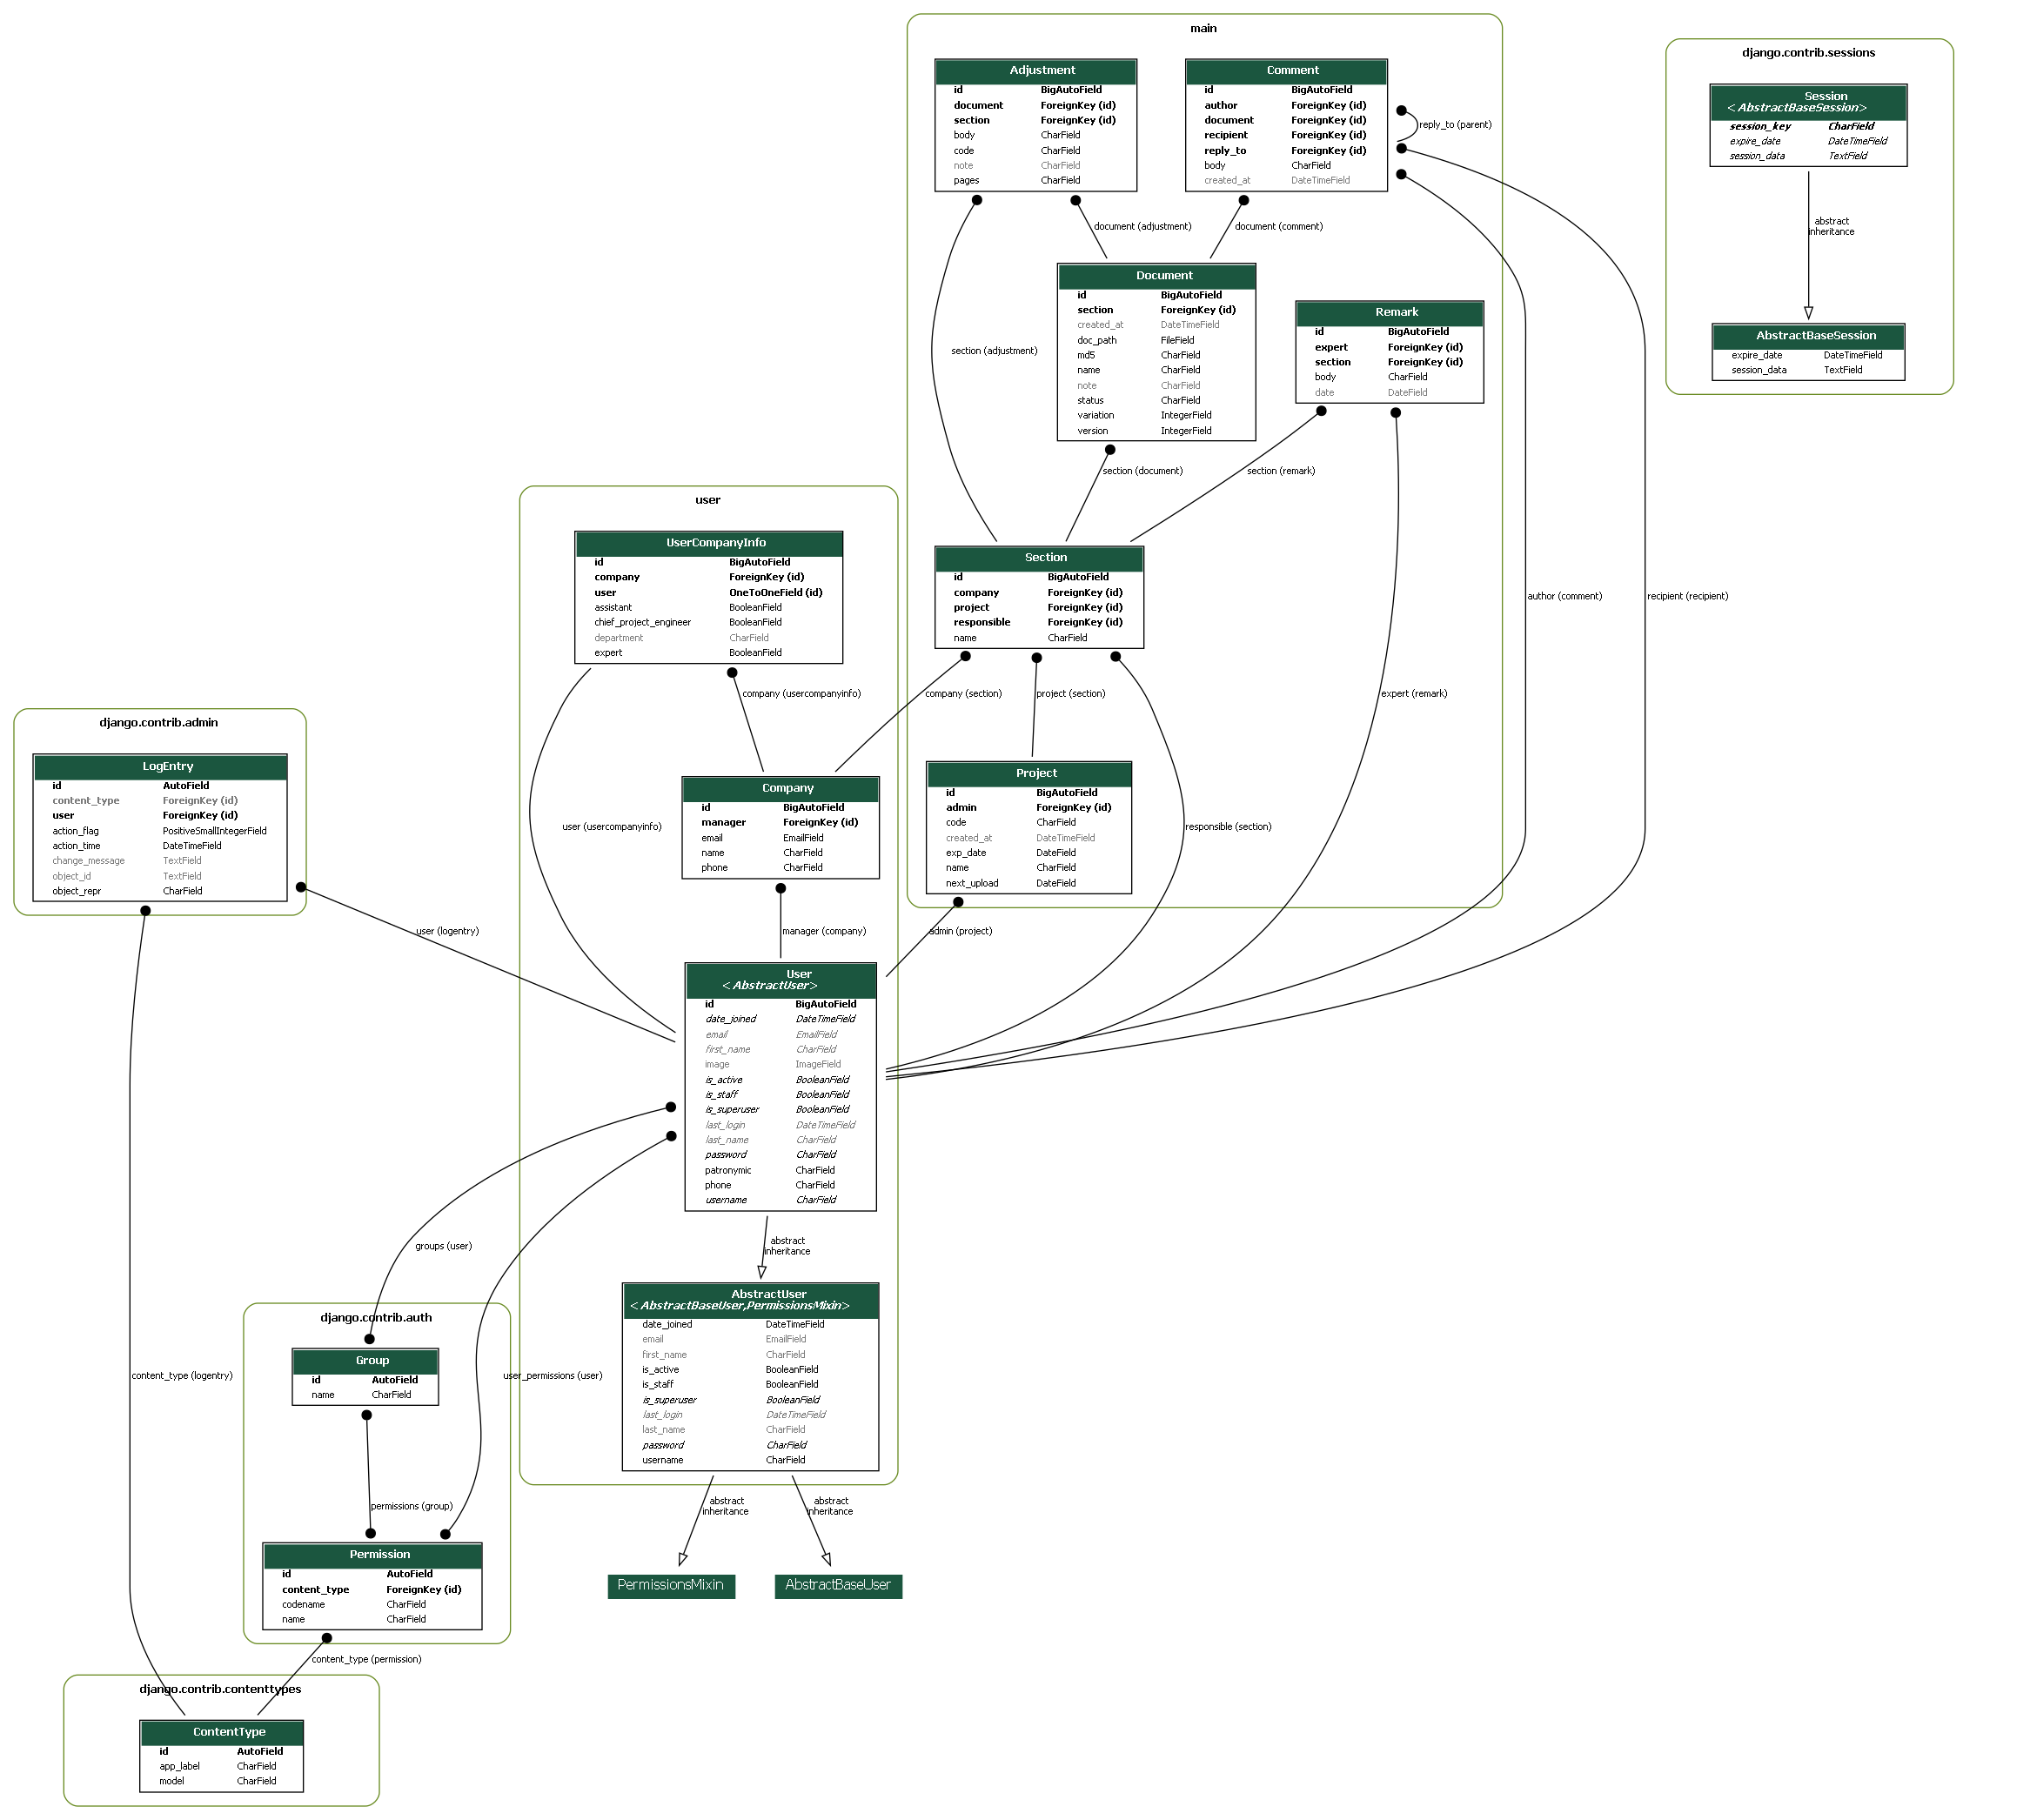 main
Adjustment
id BigAutoField
document ForeignKey (id)
section ForeignKey (id)
body CharField
code CharField
note CharField
pages CharField
Comment
id BigAutoField
author ForeignKey (id)
document ForeignKey (id)
recipient ForeignKey (id)
reply_to ForeignKey (id)
body CharField
created_at DateTimeField
reply_to (parent)
django.contrib.sessions
Session
<AbstractBaseSession>
session_key CharField
expire_date DateTimeField
session_data TextField
abstract
inheritance
AbstractBaseSession
expire_date DateTimeField
session_data TextField
document (adjustment)
document (comment)
Document
id BigAutoField
section ForeignKey (id)
created_at DateTimeField
doc_path FileField
md5 CharField
name CharField
note CharField
status CharField
variation IntegerField
version IntegerField
Remark
id BigAutoField
expert ForeignKey (id)
section ForeignKey (id)
body CharField
date DateField
section (adjustment)
section (document)
section (remark)
Section
id BigAutoField
company ForeignKey (id)
project ForeignKey (id)
responsible ForeignKey (id)
name CharField
author (comment)
recipient (recipient)
company (section)
project (section)
expert (remark)
responsible (section)
Project
id BigAutoField
admin ForeignKey (id)
code CharField
created_at DateTimeField
exp_date DateField
name CharField
next_upload DateField
admin (project)
user
UserCompanyInfo
id BigAutoField
company ForeignKey (id)
user OneToOneField (id)
assistant BooleanField
chief_project_engineer BooleanField
department CharField
expert BooleanField
company (usercompanyinfo)
user (usercompanyinfo)
Company
id BigAutoField
manager ForeignKey (id)
email EmailField
name CharField
phone CharField
manager (company)
User
<AbstractUser>
id BigAutoField
date_joined DateTimeField
email EmailField
first_name CharField
image ImageField
is_active BooleanField
is_staff BooleanField
is_superuser BooleanField
last_login DateTimeField
last_name CharField
password CharField
patronymic CharField
phone CharField
username CharField
abstract
inheritance
AbstractUser
<AbstractBaseUser,PermissionsMixin>
date_joined DateTimeField
email EmailField
first_name CharField
is_active BooleanField
is_staff BooleanField
is_superuser BooleanField
last_login DateTimeField
last_name CharField
password CharField
username CharField
abstract
inheritance
abstract
inheritance
PermissionsMixin
AbstractBaseUser
django.contrib.admin
LogEntry
id AutoField
content_type ForeignKey (id)
user ForeignKey (id)
action_flag PositiveSmallIntegerField
action_time DateTimeField
change_message TextField
object_id TextField
object_repr CharField
user (logentry)
content_type (logentry)
groups (user)
user_permissions (user)
django.contrib.auth
Group
id AutoField
name CharField
permissions (group)
Permission
id AutoField
content_type ForeignKey (id)
codename CharField
name CharField
content_type (permission)
django.contrib.contenttypes
ContentType
id AutoField
app_label CharField
model CharField